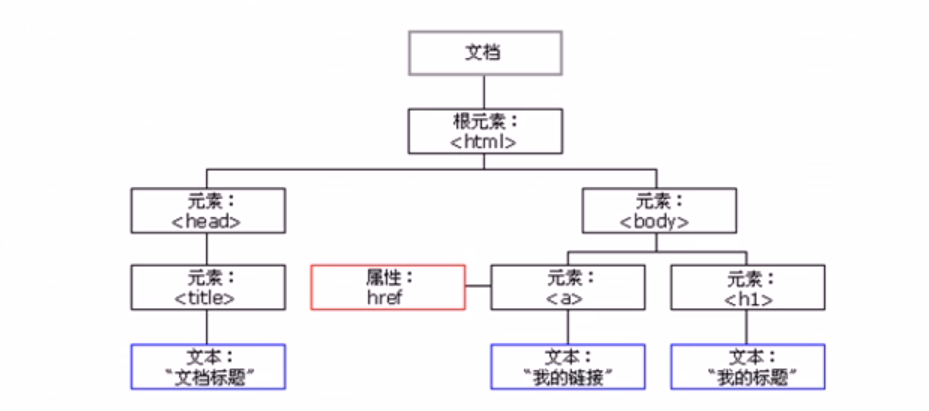 文档
根元素：
<html>
元素：
<head>
元素：
<body>
元素：
<title>
属性：
href
元素：
<a>
元素：
<h1>
文本：
“文档标题”
文本：
“我的链接”
文本：
“我的标题”